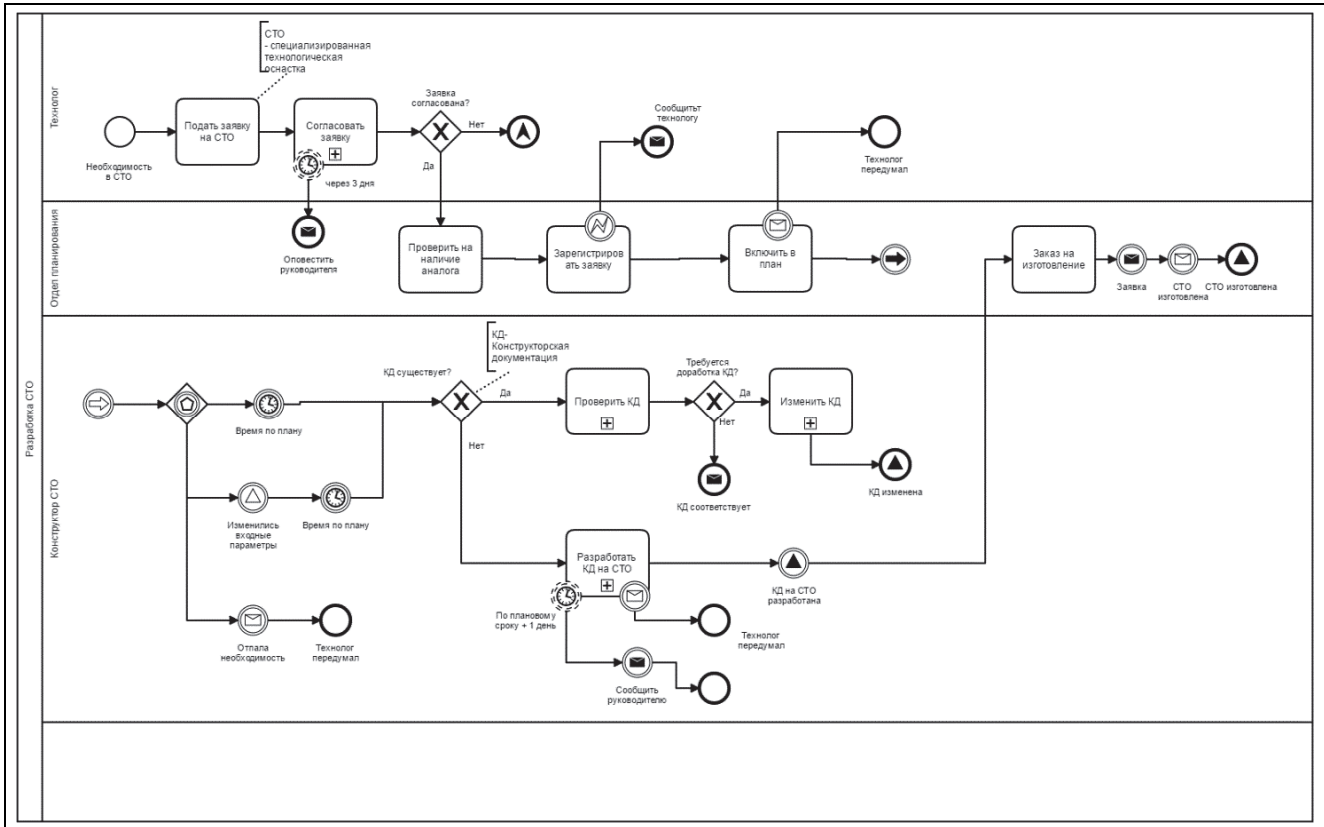 СТО
- специализированная
технологическая
оснастка
Технолог
Подать заявку
на СТО
Согласовать
заявку
Заявка
согласована?
Нет
Да
Сообщитьт
технологу
Технолог
передумал
Необходимость
в СТО
через 3 дня
Отдел планирования
Оповестить
руководителя
Проверить на
наличие
аналога
Зарегистриров
ать заявку
Включить в
план
Заказ на
изготовление
Заявка
СТО
изготовлена
СТО изготовлена
Разработка СТО
Конструктор СТО
КД-
Конструкторская
документация
КД существует?
Да
Нет
Проверить КД
Требуется
доработка КД?
Да
Нет
Изменить КД
Время по плану
КД соответствует
КД изменена
Изменились
входные
параметры
Время по плану
Разработать
КД на СТО
КД на СТО
разработана
По плановому
сроку + 1 день
Технолог
передумал
Отпала
необходимость
Технолог
передумал
Сообщить
руководителю